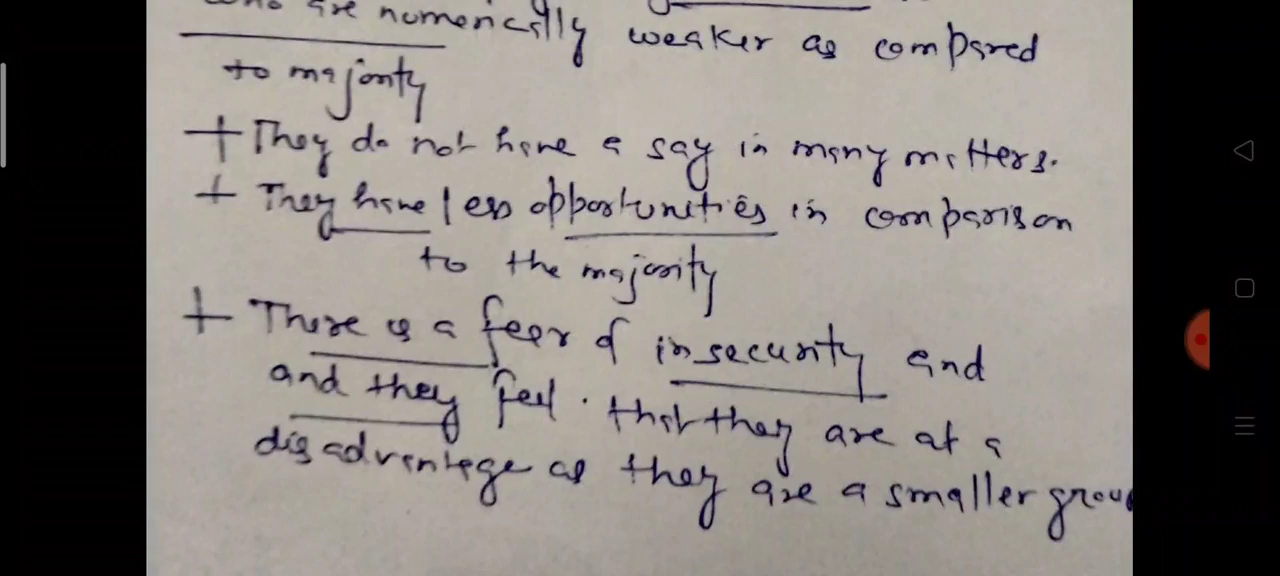 who are numerically weaker as compared
to majority
+ They do not have a say in many matters.
+ They have less opportunities in comparison
to the majority
+ There is a fear of insecurity and
and they feel. that they are at a
disadvantage as they are a smaller group